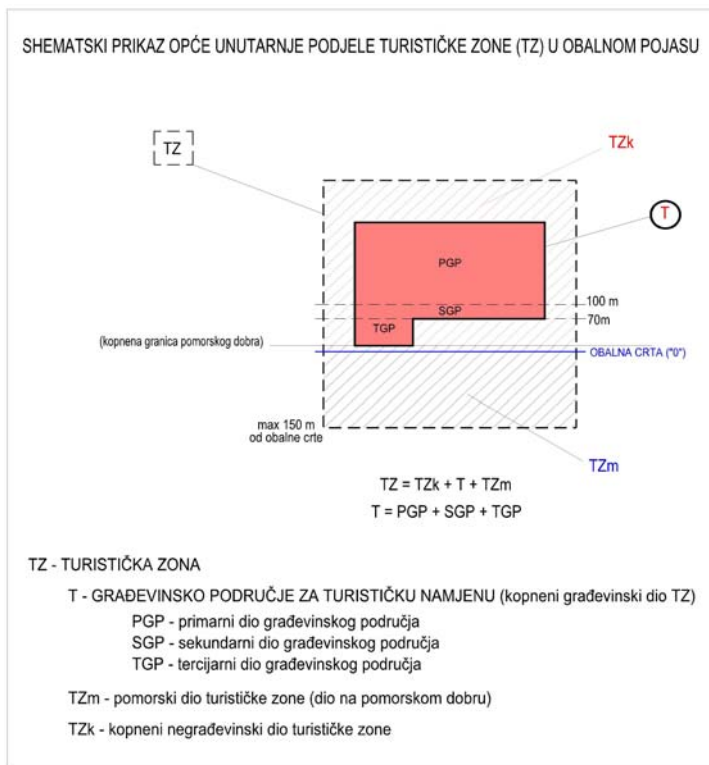 SHEMATSKI PRIKAZ OPĆE UNUTARNJE PODJELE TURISTIČKE ZONE (TZ) U OBALNOM POJASU
TZ
TZk
T
PGP
100 m
SGP
70m
TGP
(kopnena granica pomorskog dobra)
OBALNA CRTA ("0")
max 150 m
od obalne crte
TZm
TZ = TZk + T + TZm
T = PGP + SGP + TGP
TZ - TURISTIČKA ZONA
T - GRAĐEVINSKO PODRUČJE ZA TURISTIČKU NAMJENU (kopneni građevinski dio TZ)
PGP - primarni dio građevinskog područja
SGP - sekundarni dio građevinskog područja
TGP - tercijarni dio građevinskog područja
TZm - pomorski dio turističke zone (dio na pomorskom dobru)
TZk - kopneni negrađevinski dio turističke zone